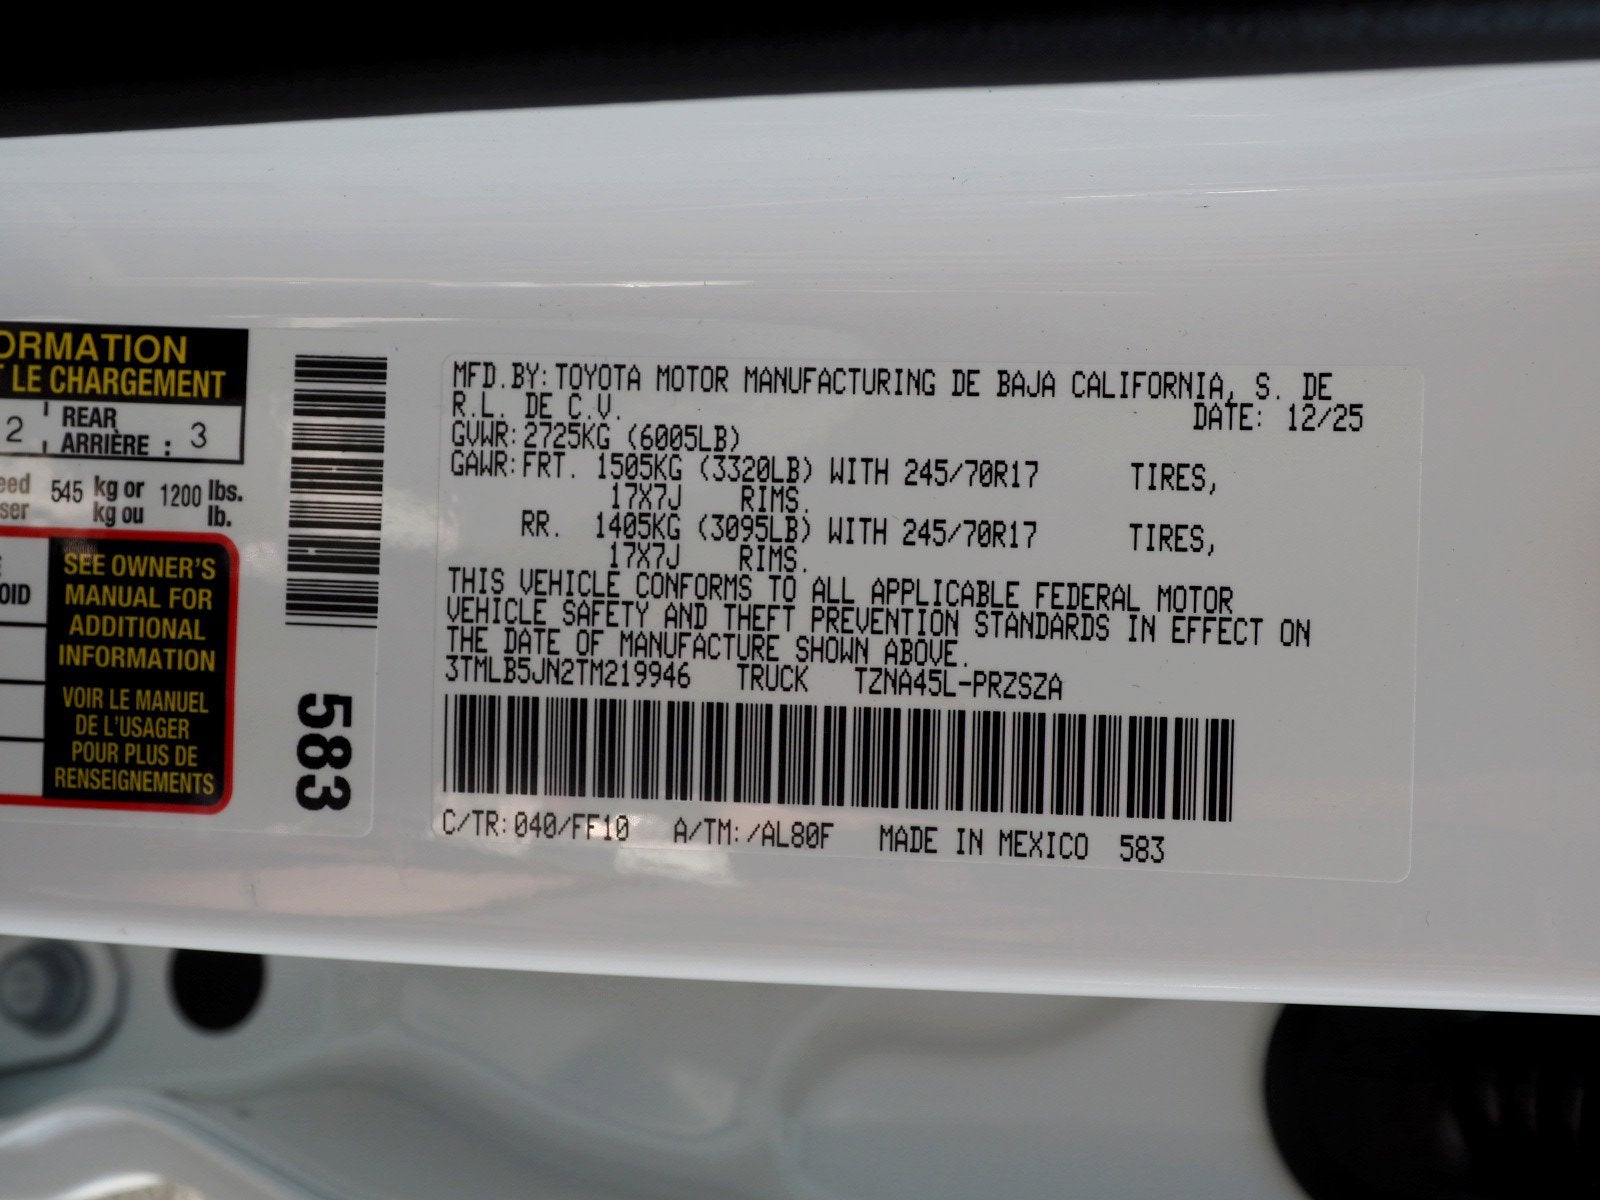 ORMATION
LE CHARGEMENT
2 REAR
ARRIÈRE : 3
545 kg or 1200 lbs.
kg ou lb.
SEE OWNER'S
MANUAL FOR
ADDITIONAL
INFORMATION
VOIR LE MANUEL
DE L'USAGER
POUR PLUS DE
RENSEIGNEMENTS
583
MFD.BY: TOYOTA MOTOR MANUFACTURING DE BAJA CALIFORNIA, S. DE
R.L. DE C.V. DATE: 12/25
GVWR: 2725KG (6005LB)
GAWR: FRT. 1505KG (3320LB) WITH 245/70R17 TIRES,
17X7J RIMS.
RR. 1405KG (3095LB) WITH 245/70R17 TIRES,
17X7J RIMS.
THIS VEHICLE CONFORMS TO ALL APPLICABLE FEDERAL MOTOR
VEHICLE SAFETY AND THEFT PREVENTION STANDARDS IN EFFECT ON
THE DATE OF MANUFACTURE SHOWN ABOVE.
3TMLB5JN2TM219946 TRUCK TZNA45L-PRZSZA
C/TR: 040/FF10 A/TM: /AL80F MADE IN MEXICO 583